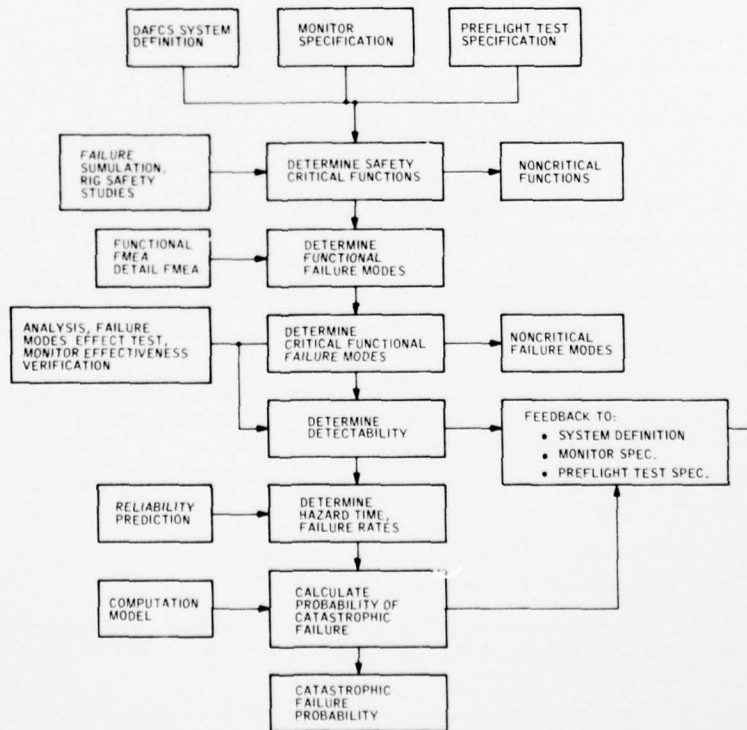 DAFCS SYSTEM
DEFINITION
MONITOR
SPECIFICATION
PREFLIGHT TEST
SPECIFICATION
FAILURE
SUMULATION,
RIG SAFETY
STUDIES
DETERMINE SAFETY
CRITICAL FUNCTIONS
NONCRITICAL
FUNCTIONS
FUNCTIONAL
FMEA
DETAIL FMEA
DETERMINE
FUNCTIONAL
FAILURE MODES
ANALYSIS, FAILURE
MODES EFFECT TEST,
MONITOR EFFECTIVENESS
VERIFICATION
DETERMINE
CRITICAL FUNCTIONAL
FAILURE MODES
NONCRITICAL
FAILURE MODES
DETERMINE
DETECTABILITY
FEEDBACK TO:
• SYSTEM DEFINITION
• MONITOR SPEC.
• PREFLIGHT TEST SPEC.
RELIABILITY
PREDICTION
DETERMINE
HAZARD TIME,
FAILURE RATES
COMPUTATION
MODEL
CALCULATE
PROBABILITY OF
CATASTROPHIC
FAILURE
CATASTROPHIC
FAILURE
PROBABILITY